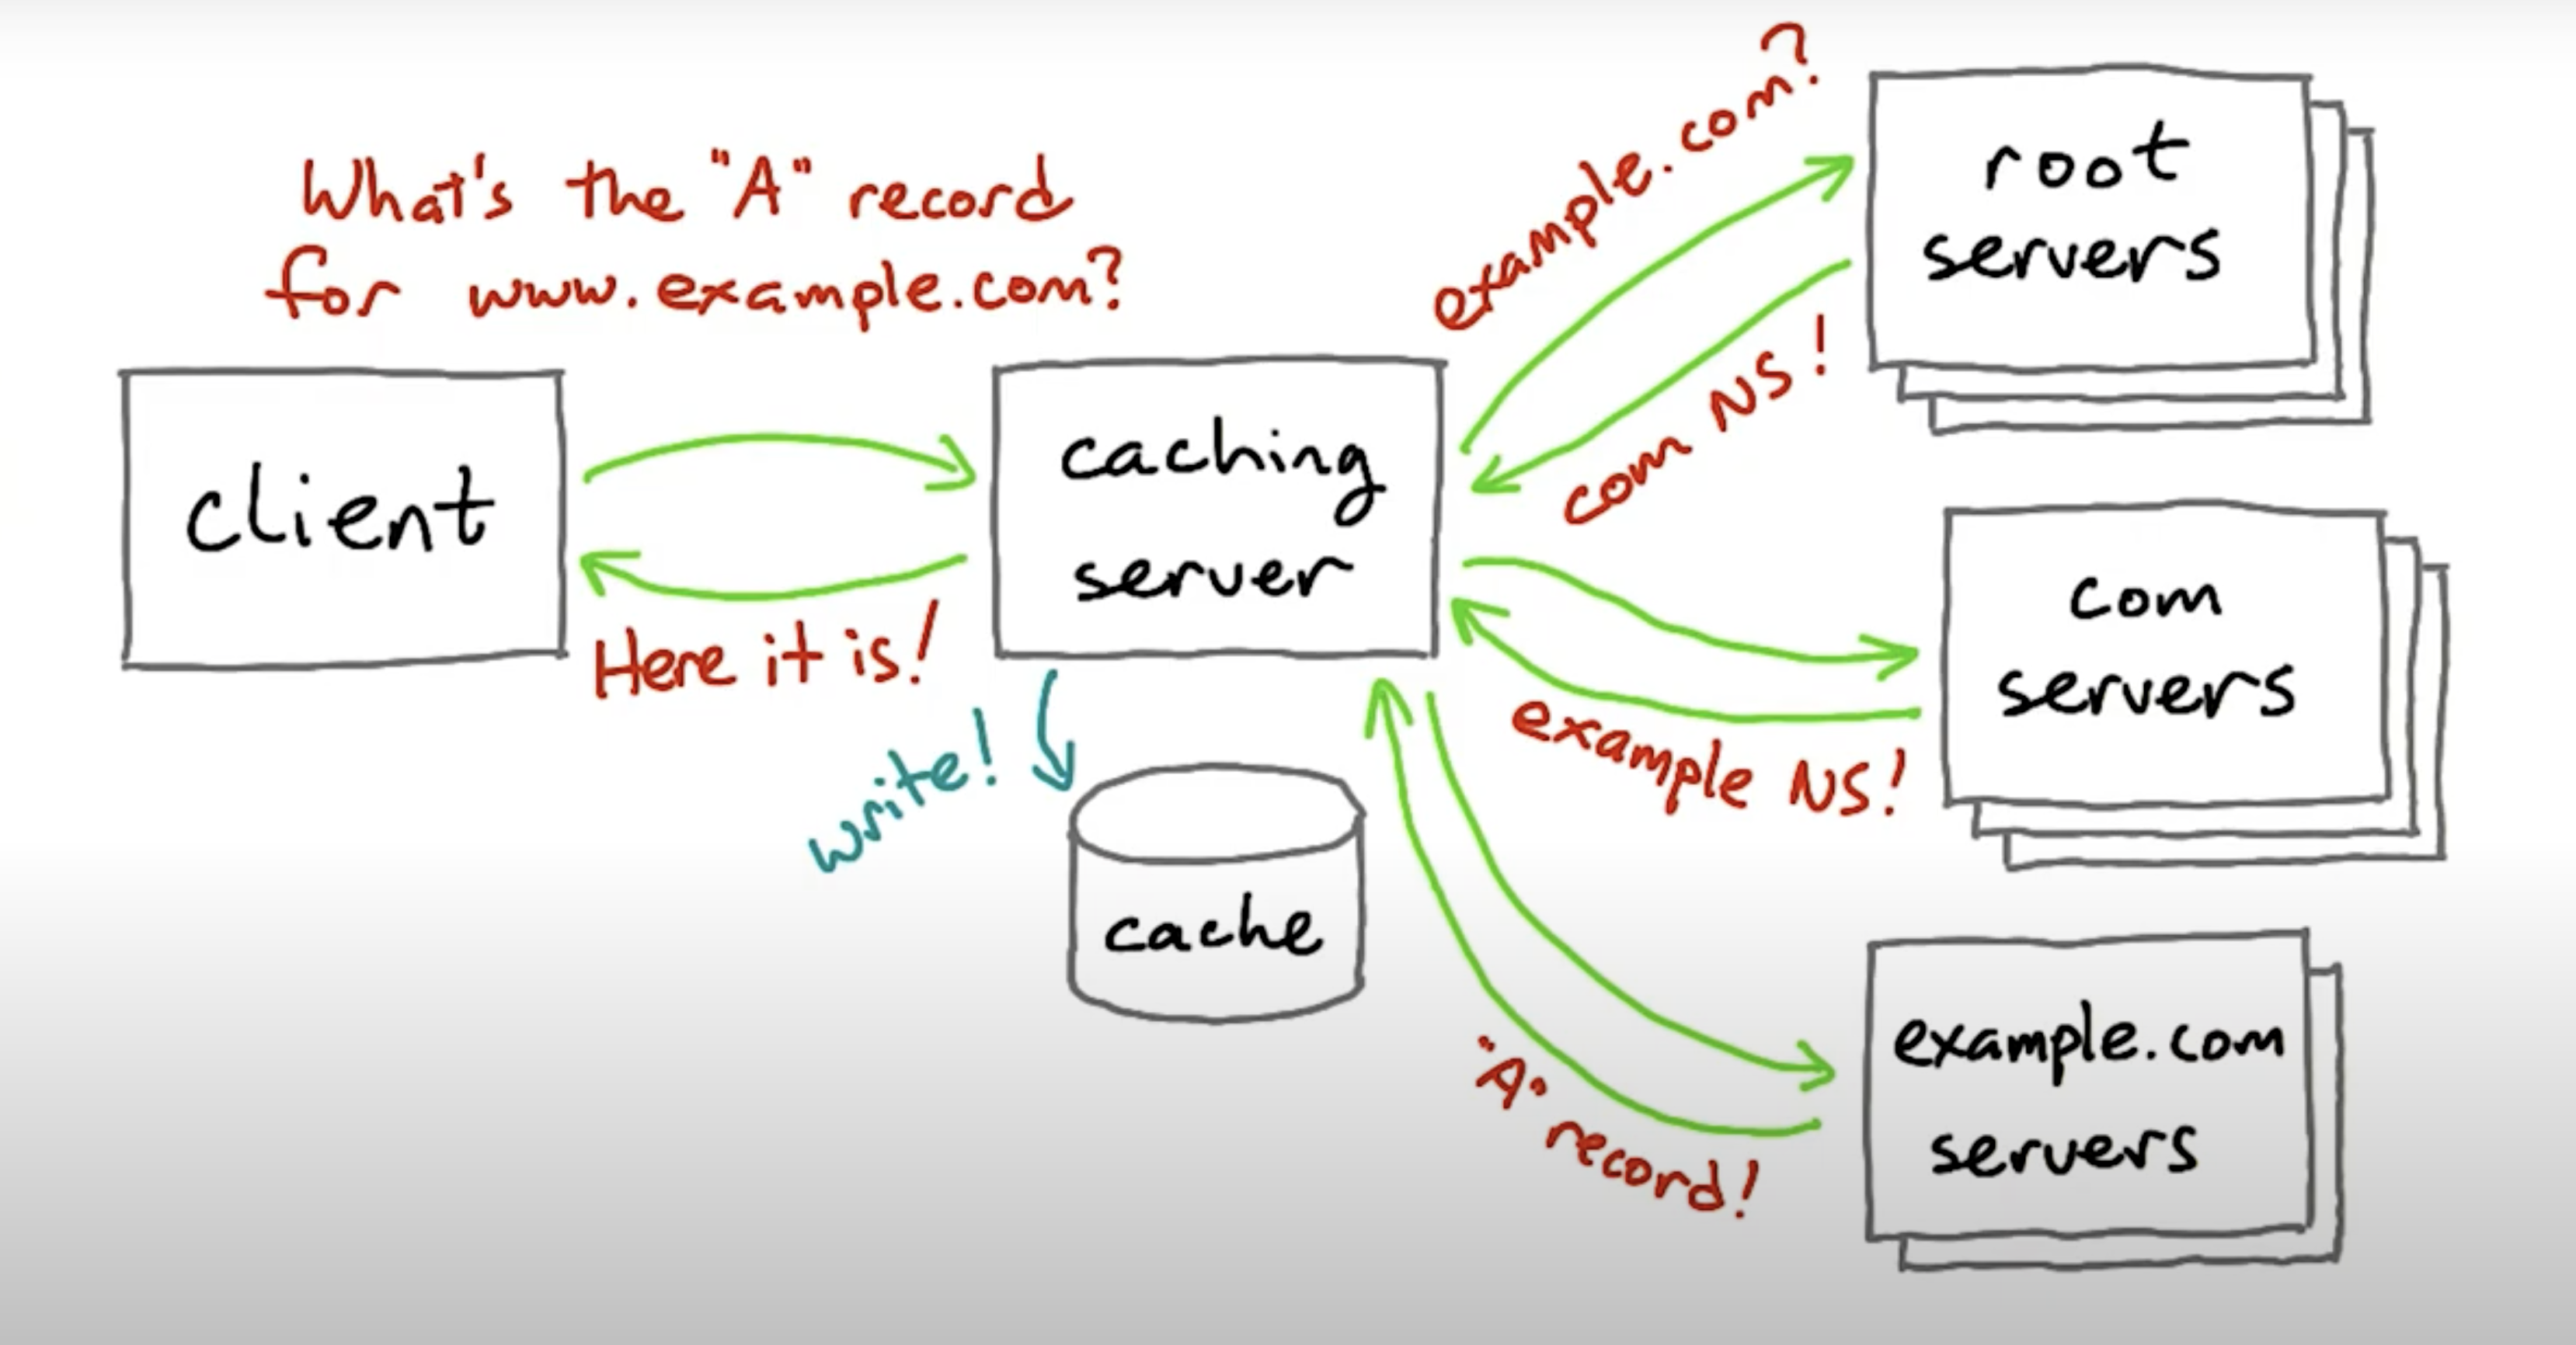 What's the "A" record
for www.example.com?
client
caching
server
Here it is!
write!
cache
example.com?
com NS!
root
servers
com
servers
example NS!
"A" record!
example.com
servers